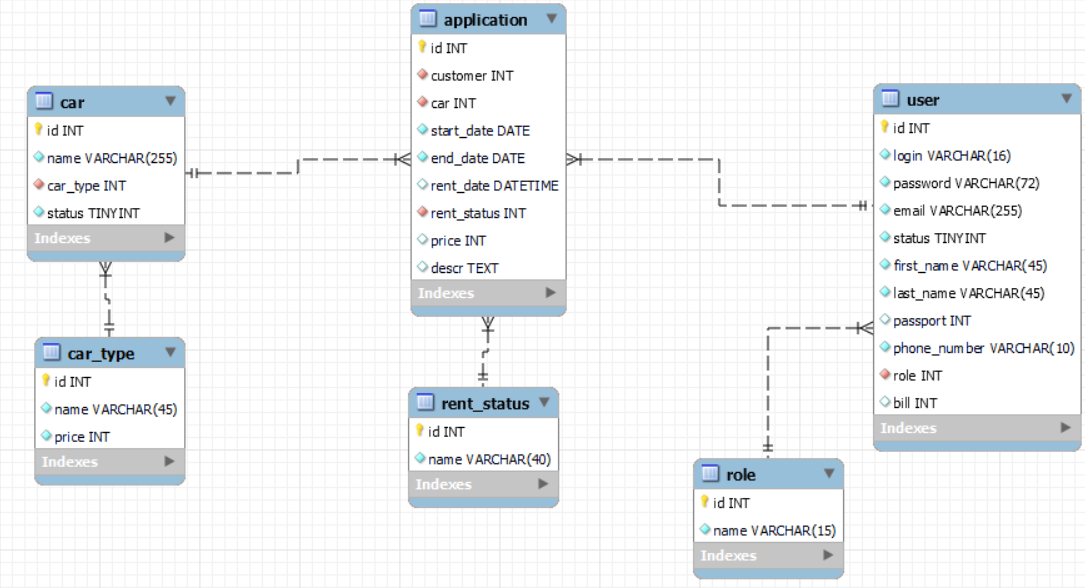 application
id INT
customer INT
car INT
start_date DATE
end_date DATE
rent_date DATETIME
rent_status INT
price INT
descr TEXT
Indexes
car
id INT
name VARCHAR(255)
car_type INT
status TINYINT
Indexes
user
id INT
login VARCHAR(16)
password VARCHAR(72)
email VARCHAR(255)
status TINYINT
first_name VARCHAR(45)
last_name VARCHAR(45)
passport INT
phone_number VARCHAR(10)
role INT
bill INT
Indexes
car_type
id INT
name VARCHAR(45)
price INT
Indexes
rent_status
id INT
name VARCHAR(40)
Indexes
role
id INT
name VARCHAR(15)
Indexes